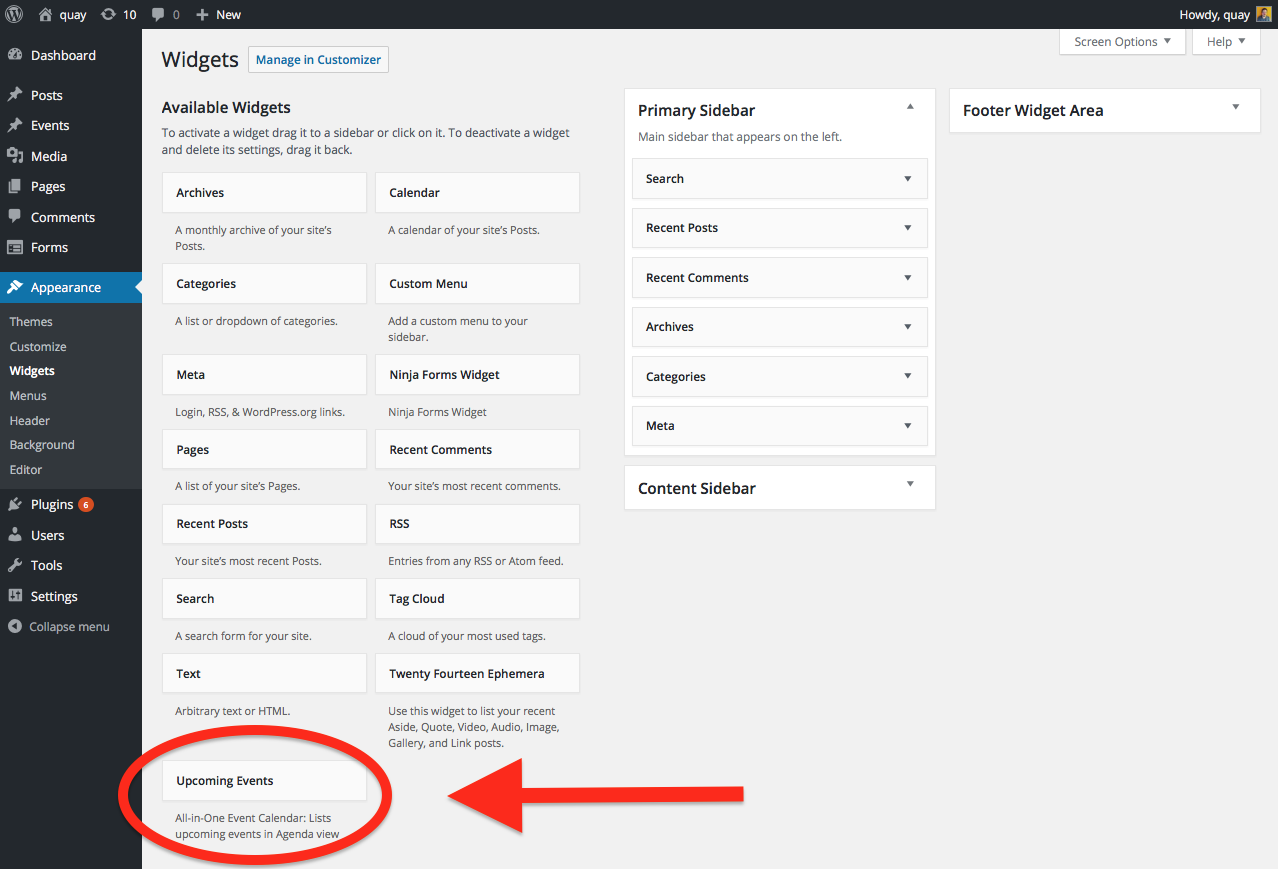 quay 10 0 + New Howdy, quay
Screen Options Help
Dashboard
Posts
Events
Media
Pages
Comments
Forms
Appearance
Themes
Customize
Widgets
Menus
Header
Background
Editor
Plugins 6
Users
Tools
Settings
Collapse menu
Widgets Manage in Customizer
Available Widgets
To activate a widget drag it to a sidebar or click on it. To deactivate a widget
and delete its settings, drag it back.
Archives
A monthly archive of your site's
Posts.
Calendar
A calendar of your site's Posts.
Categories
A list or dropdown of categories.
Custom Menu
Add a custom menu to your
sidebar.
Meta
Login, RSS, & WordPress.org links.
Ninja Forms Widget
Ninja Forms Widget
Pages
A list of your site's Pages.
Recent Comments
Your site's most recent comments.
Recent Posts
Your site's most recent Posts.
RSS
Entries from any RSS or Atom feed.
Search
A search form for your site.
Tag Cloud
A cloud of your most used tags.
Text
Arbitrary text or HTML.
Twenty Fourteen Ephemera
Use this widget to list your recent
Aside, Quote, Video, Audio, Image,
Gallery, and Link posts.
Upcoming Events
All-in-One Event Calendar: Lists
upcoming events in Agenda view
Primary Sidebar
Main sidebar that appears on the left.
Search
Recent Posts
Recent Comments
Archives
Categories
Meta
Content Sidebar
Footer Widget Area